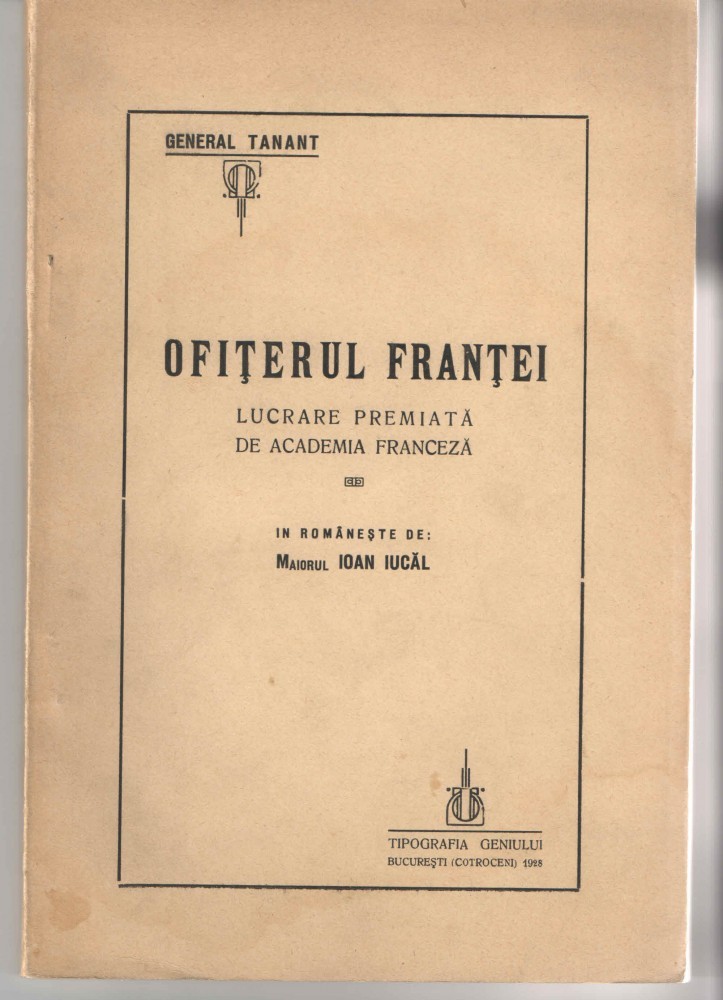 GENERAL TANANT
OFIŢERUL FRANŢEI
LUCRARE PREMIATĂ
DE ACADEMIA FRANCEZĂ
IN ROMÂNEŞTE DE:
MAIORUL IOAN IUCĂL
TIPOGRAFIA GENIULUI
BUCUREŞTI (COTROCENI) 1928